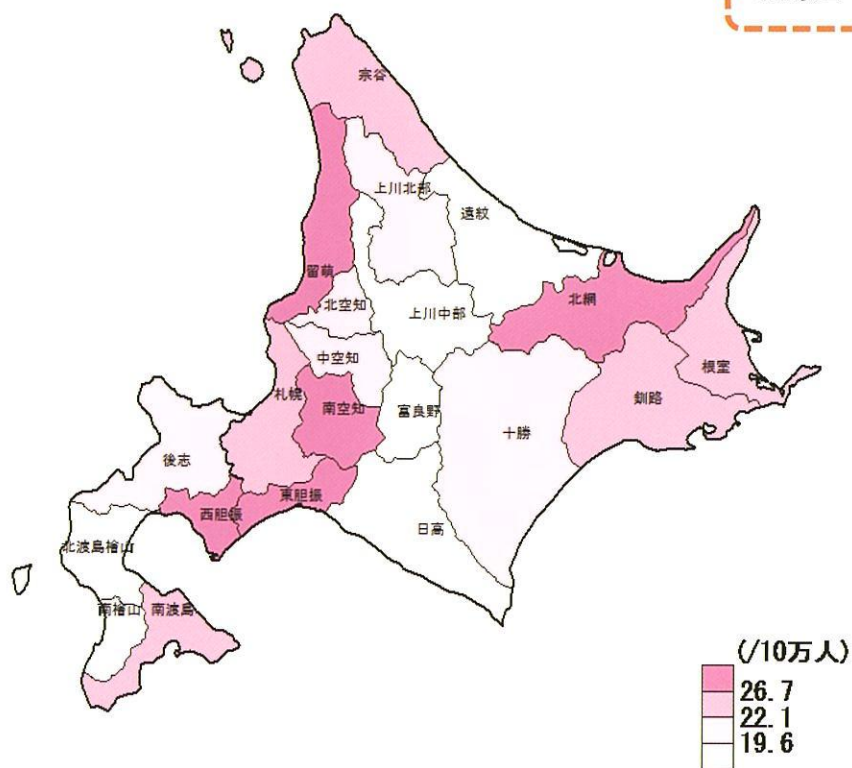 宗谷
上川北部
遠紋
留萌
北空知
上川中部
北網
中空知
根室
札幌
南空知
富良野
釧路
十勝
後志
東胆振
西胆振
日高
北渡島檜山
南檜山
南渡島
(/10万人)
26.7
22.1
19.6